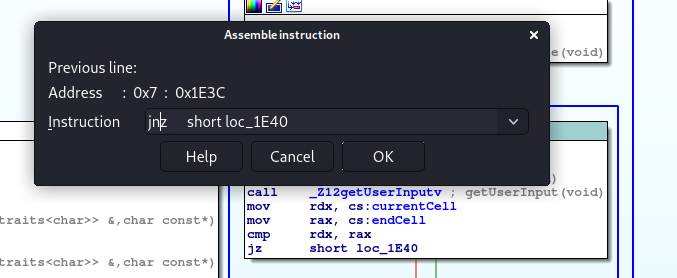 Assemble instruction
e(void)
Previous line:
Address : 0x7 : 0x1E3C
Instruction jnz short loc_1E40
Help Cancel OK
call _Z12getUserInputv ; getUserInput(void)
mov rdx, cs:currentCell
traits<char>> &,char const*) mov rax, cs:endCell
cmp rdx, rax
jz short loc_1E40
traits<char>> &,char const*)